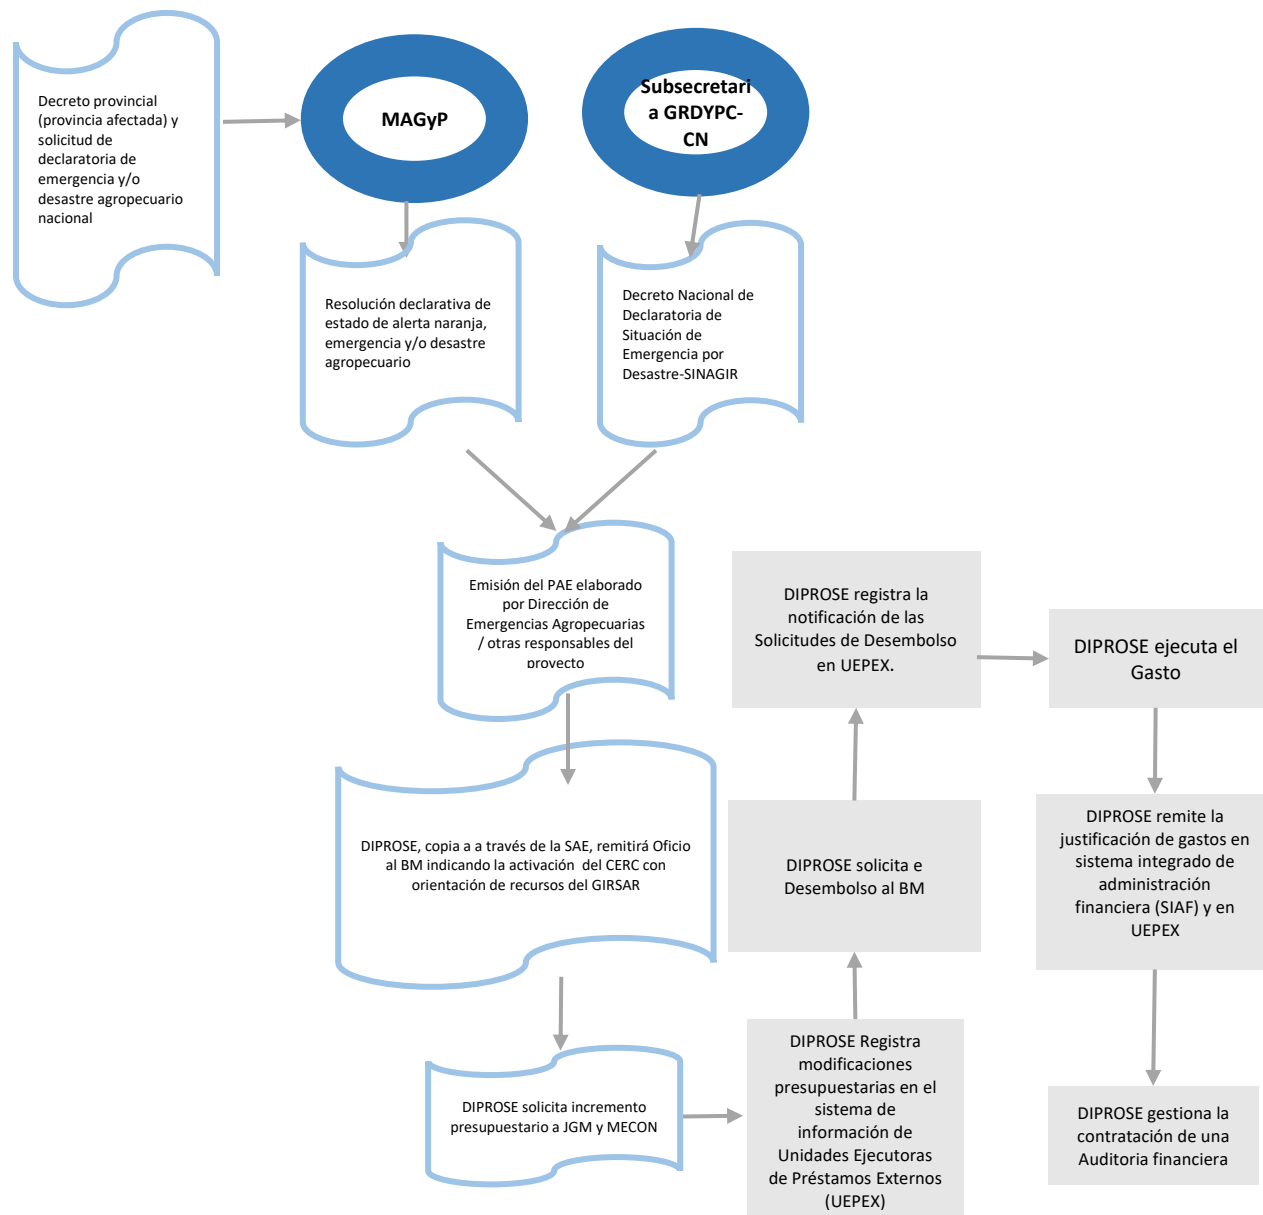 Decreto provincial
(provincia afectada) y
solicitud de
declaratoria de
emergencia y/o
desastre agropecuario
nacional
MAGyP
Subsecretari
a GRDYPC-
CN
Resolución declarativa de
estado de alerta naranja,
emergencia y/o desastre
agropecuario
Decreto Nacional de
Declaratoria de
Situación de
Emergencia por
Desastre-SINAGIR
Emisión del PAE elaborado
por Dirección de
Emergencias Agropecuarias
/ otras responsables del
proyecto
DIPROSE, copia a a través de la SAE, remitirá Oficio
al BM indicando la activación del CERC con
orientación de recursos del GIRSAR
DIPROSE solicita incremento
presupuestario a JGM y MECON
DIPROSE Registra
modificaciones
presupuestarias en el
sistema de
información de
Unidades Ejecutoras
de Préstamos Externos
(UEPEX)
DIPROSE solicita e
Desembolso al BM
DIPROSE registra la
notificación de las
Solicitudes de Desembolso
en UEPEX.
DIPROSE ejecuta el
Gasto
DIPROSE remite la
justificación de gastos en
sistema integrado de
administración
financiera (SIAF) y en
UEPEX
DIPROSE gestiona la
contratación de una
Auditoria financiera